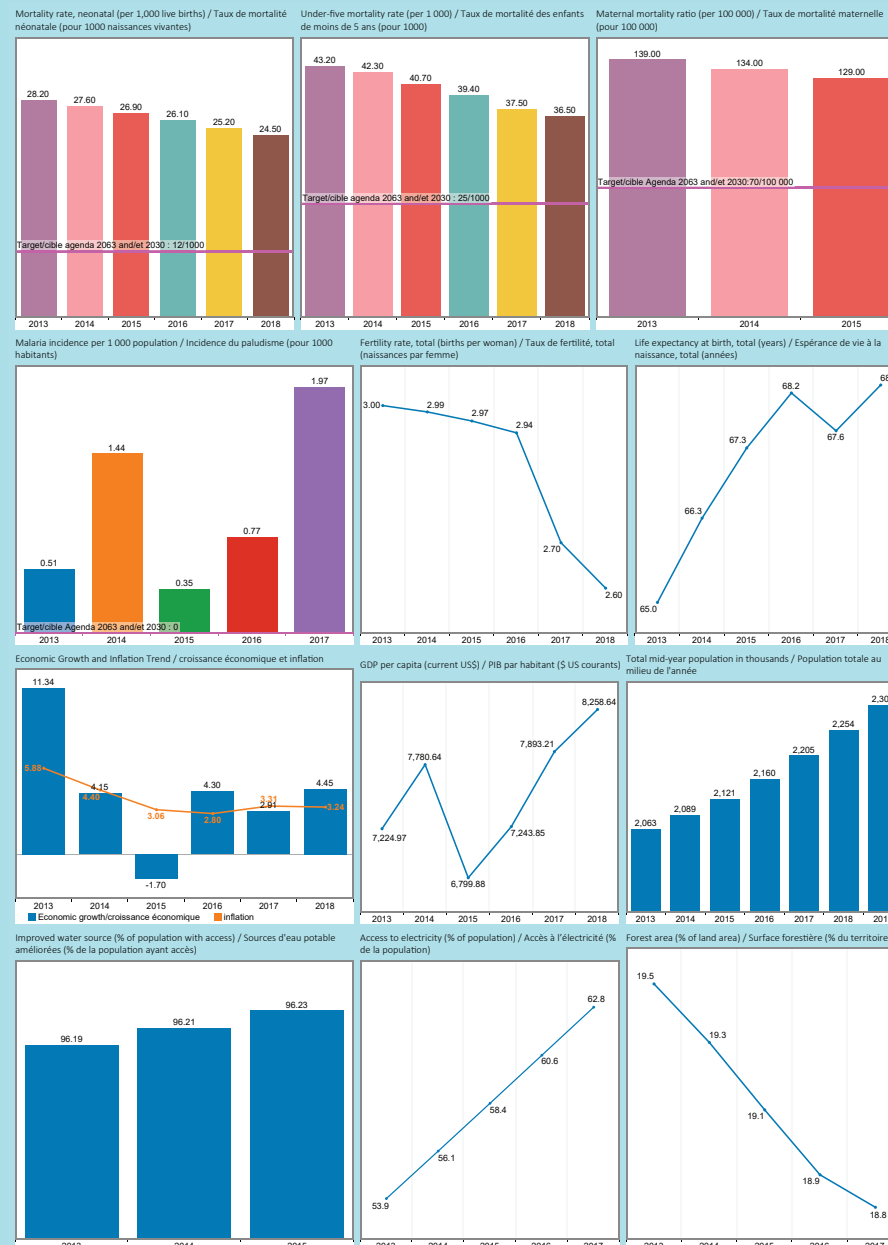 Mortality rate, neonatal (per 1,000 live births) / Taux de mortalité
néonatale (pour 1000 naissances vivantes)
28.20
27.60
26.90
26.10
25.20
24.50
Target/cible agenda 2063 and/et 2030 : 12/1000
2013 2014 2015 2016 2017 2018
Under-five mortality rate (per 1 000) / Taux de mortalité des enfants
de moins de 5 ans (pour 1000)
43.20
42.30
40.70
39.40
37.50
36.50
Target/cible agenda 2063 and/et 2030 : 25/1000
2013 2014 2015 2016 2017 2018
Maternal mortality ratio (per 100 000) / Taux de mortalité maternelle
(pour 100 000)
139.00
134.00
129.00
Target/cible Agenda 2063 and/et 2030:70/100 000
2013 2014 2015
Malaria incidence per 1 000 population / Incidence du paludisme (pour 1000
habitants)
0.51
1.44
0.35
0.77
1.97
Target/cible Agenda 2063 and/et 2030 : 0
2013 2014 2015 2016 2017
Fertility rate, total (births per woman) / Taux de fertilité, total
(naissances par femme)
3.00
2.99
2.97
2.94
2.70
2.60
2013 2014 2015 2016 2017 2018
Life expectancy at birth, total (years) / Espérance de vie à la
naissance, total (années)
65.0
66.3
67.3
68.2
67.6
68
2013 2014 2015 2016 2017 2018
Economic Growth and Inflation Trend / croissance économique et inflation
11.34
4.15
-1.70
4.30
2.91
4.45
5.88
4.40
3.06
2.80
3.31
3.24
2013 2014 2015 2016 2017 2018
Economic growth/croissance économique inflation
GDP per capita (current US$) / PIB par habitant ($ US courants)
7,224.97
7,780.64
6,799.88
7,243.85
7,893.21
8,258.64
2013 2014 2015 2016 2017 2018
Total mid-year population in thousands / Population totale au
milieu de l'année
2,063
2,089
2,121
2,160
2,205
2,254
2,30
2013 2014 2015 2016 2017 2018 201
Improved water source (% of population with access) / Sources d'eau potable
améliorées (% de la population ayant accès)
96.19
96.21
96.23
2013 2014 2015
Access to electricity (% of population) / Accès à l'électricité (%
de la population)
53.9
56.1
58.4
60.6
62.8
2013 2014 2015 2016 2017
Forest area (% of land area) / Surface forestière (% du territoire
19.5
19.3
19.1
18.9
18.8
2013 2014 2015 2016 2017